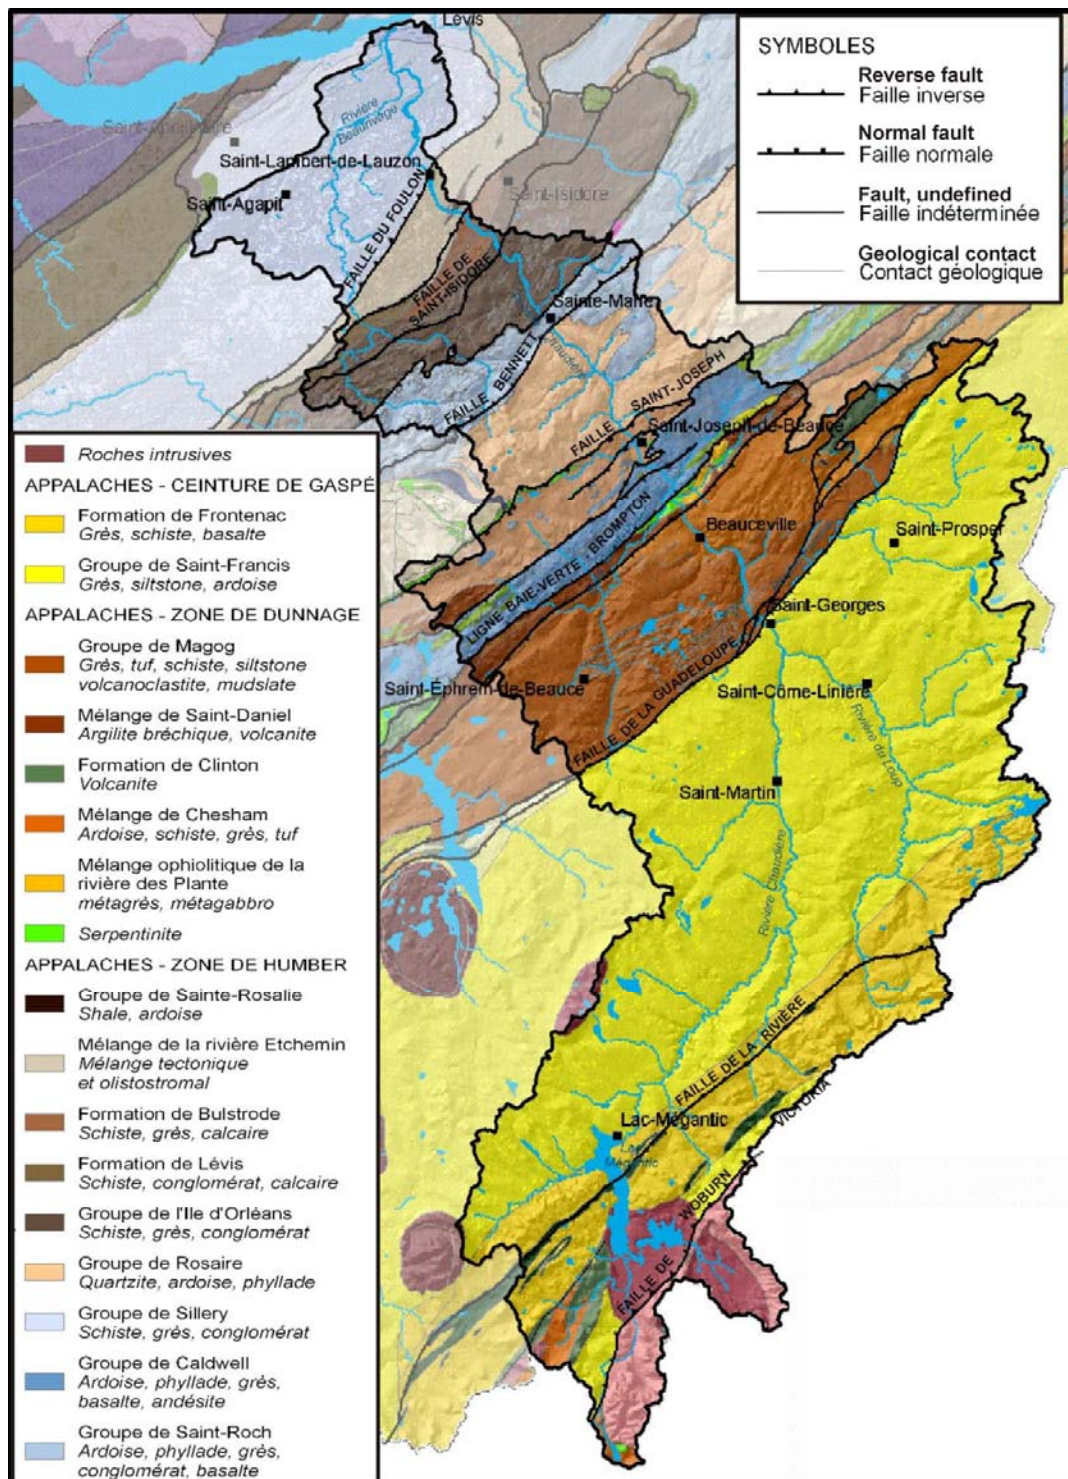 Lévis
SYMBOLES
Reverse fault
Faille inverse
Normal fault
Faille normale
Fault, undefined
Faille indéterminée
Geological contact
Contact géologique
Rivière
Beaurivage
Saint-Lambert-de-Lauzon
Saint-Agapit
Saint-Isidore
FAILLE DU FOULON
FAILLE DE
SAINT-ISIDORE
Sainte-Marie
Chaudière
FAILLE BENNETT
FAILLE SAINT-JOSEPH
Saint-Joseph-de-Beauce
LIGNE BAIE-VERTE - BROMPTON
Beauceville
Saint-Prosper
Saint-Georges
Saint-Éphrem-de-Beauce
FAILLE DE LA GUADELOUPE
Saint-Côme-Linière
Rivière du Loup
Saint-Martin
Rivière Chaudière
FAILLE DE LA RIVIÈRE
VICTORIA
Lac-Mégantic
Lac
Mégantic
FAILLE DE WOBURN
Roches intrusives
APPALACHES - CEINTURE DE GASPÉ
Formation de Frontenac
Grès, schiste, basalte
Groupe de Saint-Francis
Grès, siltstone, ardoise
APPALACHES - ZONE DE DUNNAGE
Groupe de Magog
Grès, tuf, schiste, siltstone
volcanoclastite, mudslate
Mélange de Saint-Daniel
Argilite bréchique, volcanite
Formation de Clinton
Volcanite
Mélange de Chesham
Ardoise, schiste, grès, tuf
Mélange ophiolitique de la
rivière des Plante
métagrès, métagabbro
Serpentinite
APPALACHES - ZONE DE HUMBER
Groupe de Sainte-Rosalie
Shale, ardoise
Mélange de la rivière Etchemin
Mélange tectonique
et olistostromal
Formation de Bulstrode
Schiste, grès, calcaire
Formation de Lévis
Schiste, conglomérat, calcaire
Groupe de l'Ile d'Orléans
Schiste, grès, conglomérat
Groupe de Rosaire
Quartzite, ardoise, phyllade
Groupe de Sillery
Schiste, grès, conglomérat
Groupe de Caldwell
Ardoise, phyllade, grès,
basalte, andésite
Groupe de Saint-Roch
Ardoise, phyllade, grès,
conglomérat, basalte